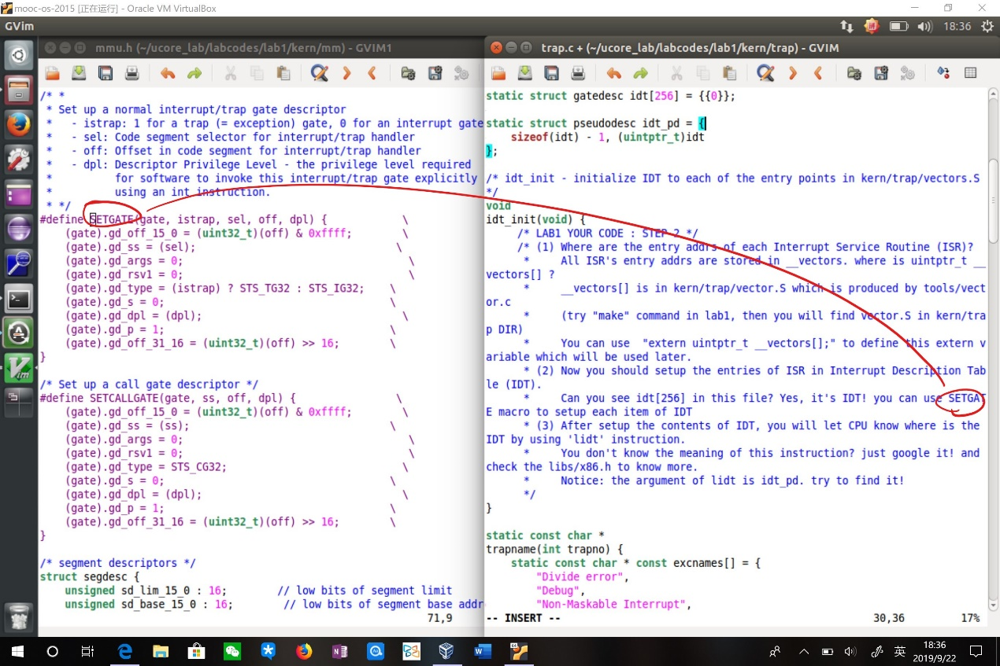 mooc-os-2015 [正在运行] - Oracle VM VirtualBox
GVim
18:36
mmu.h (~/ucore_lab/labcodes/lab1/kern/mm) - GVIM1
/* *
 * Set up a normal interrupt/trap gate descriptor
 *   - istrap: 1 for a trap (= exception) gate, 0 for an interrupt gate
 *   - sel: Code segment selector for interrupt/trap handler
 *   - off: Offset in code segment for interrupt/trap handler
 *   - dpl: Descriptor Privilege Level - the privilege level required
 *          for software to invoke this interrupt/trap gate explicitly
 *          using an int instruction.
 * */
#define SETGATE(gate, istrap, sel, off, dpl) {            \
    (gate).gd_off_15_0 = (uint32_t)(off) & 0xffff;        \
    (gate).gd_ss = (sel);                                \
    (gate).gd_args = 0;                                    \
    (gate).gd_rsv1 = 0;                                    \
    (gate).gd_type = (istrap) ? STS_TG32 : STS_IG32;    \
    (gate).gd_s = 0;                                    \
    (gate).gd_dpl = (dpl);                                \
    (gate).gd_p = 1;                                    \
    (gate).gd_off_31_16 = (uint32_t)(off) >> 16;        \
}
/* Set up a call gate descriptor */
#define SETCALLGATE(gate, ss, off, dpl) {                \
    (gate).gd_off_15_0 = (uint32_t)(off) & 0xffff;        \
    (gate).gd_ss = (ss);                                \
    (gate).gd_args = 0;                                    \
    (gate).gd_rsv1 = 0;                                    \
    (gate).gd_type = STS_CG32;                            \
    (gate).gd_s = 0;                                    \
    (gate).gd_dpl = (dpl);                                \
    (gate).gd_p = 1;                                    \
    (gate).gd_off_31_16 = (uint32_t)(off) >> 16;        \
}
/* segment descriptors */
struct segdesc {
    unsigned sd_lim_15_0 : 16;        // low bits of segment limit
    unsigned sd_base_15_0 : 16;        // low bits of segment base addr
71,9
trap.c + (~/ucore_lab/labcodes/lab1/kern/trap) - GVIM
static struct gatedesc idt[256] = {{0}};
static struct pseudodesc idt_pd = {
    sizeof(idt) - 1, (uintptr_t)idt
};
/* idt_init - initialize IDT to each of the entry points in kern/trap/vectors.S
*/
void
idt_init(void) {
     /* LAB1 YOUR CODE : STEP 2 */
     /* (1) Where are the entry addrs of each Interrupt Service Routine (ISR)?
      *     All ISR's entry addrs are stored in __vectors. where is uintptr_t __
vectors[] ?
      *     __vectors[] is in kern/trap/vector.S which is produced by tools/vect
or.c
      *     (try "make" command in lab1, then you will find vector.S in kern/tra
p DIR)
      *     You can use  "extern uintptr_t __vectors[];" to define this extern v
ariable which will be used later.
      * (2) Now you should setup the entries of ISR in Interrupt Description Tab
le (IDT).
      *     Can you see idt[256] in this file? Yes, it's IDT! you can use SETGAT
E macro to setup each item of IDT
      * (3) After setup the contents of IDT, you will let CPU know where is the
IDT by using 'lidt' instruction.
      *     You don't know the meaning of this instruction? just google it! and
check the libs/x86.h to know more.
      *     Notice: the argument of lidt is idt_pd. try to find it!
      */
}
static const char *
trapname(int trapno) {
    static const char * const excnames[] = {
        "Divide error",
        "Debug",
        "Non-Maskable Interrupt",
-- INSERT --
30,36
17%
英
18:36
2019/9/22